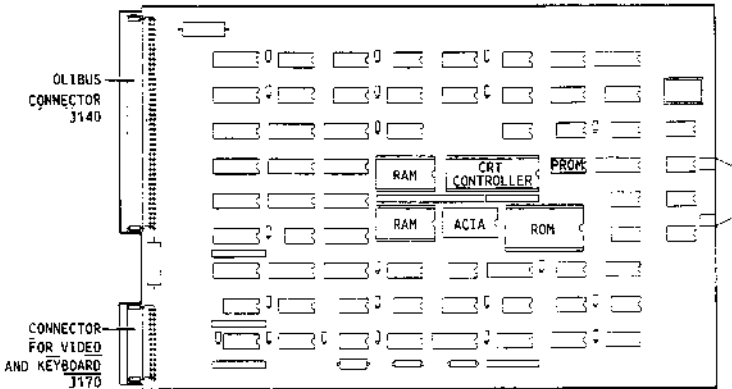 OLIBUS
CONNECTOR
J140
RAM
CRT
CONTROLLER
PROM
RAM
ACIA
ROM
CONNECTOR
FOR VIDEO
AND KEYBOARD
J170